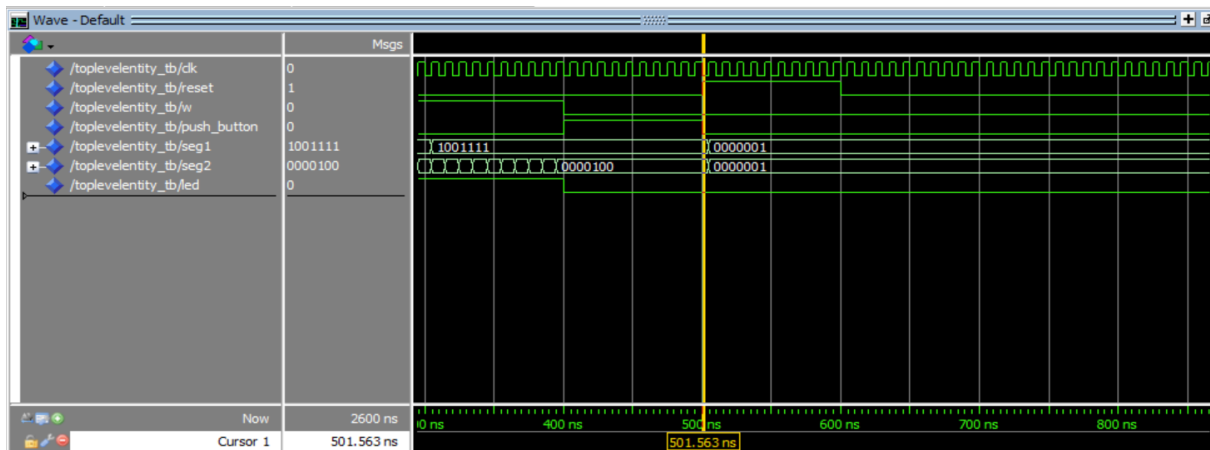 Wave - Default
Msgs
/toplevelentity_tb/clk 0
/toplevelentity_tb/reset 1
/toplevelentity_tb/w 0
/toplevelentity_tb/push_button 0
/toplevelentity_tb/seg1 1001111 1001111 0000001
/toplevelentity_tb/seg2 0000100 0000100 0000001
/toplevelentity_tb/led 0
Now 2600 ns 400 ns 500 ns 600 ns 700 ns 800 ns
Cursor 1 501.563 ns 501.563 ns